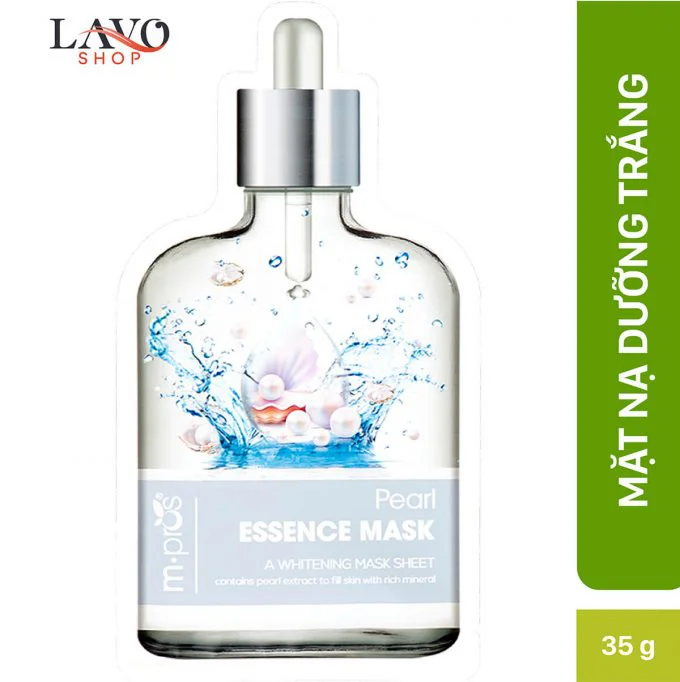 LAVO
SHOP
m·pros
Pearl
ESSENCE MASK
A WHITENING MASK SHEET
contains pearl extract to fill skin with rich mineral
MẶT NẠ DƯỠNG TRẮNG
35 g